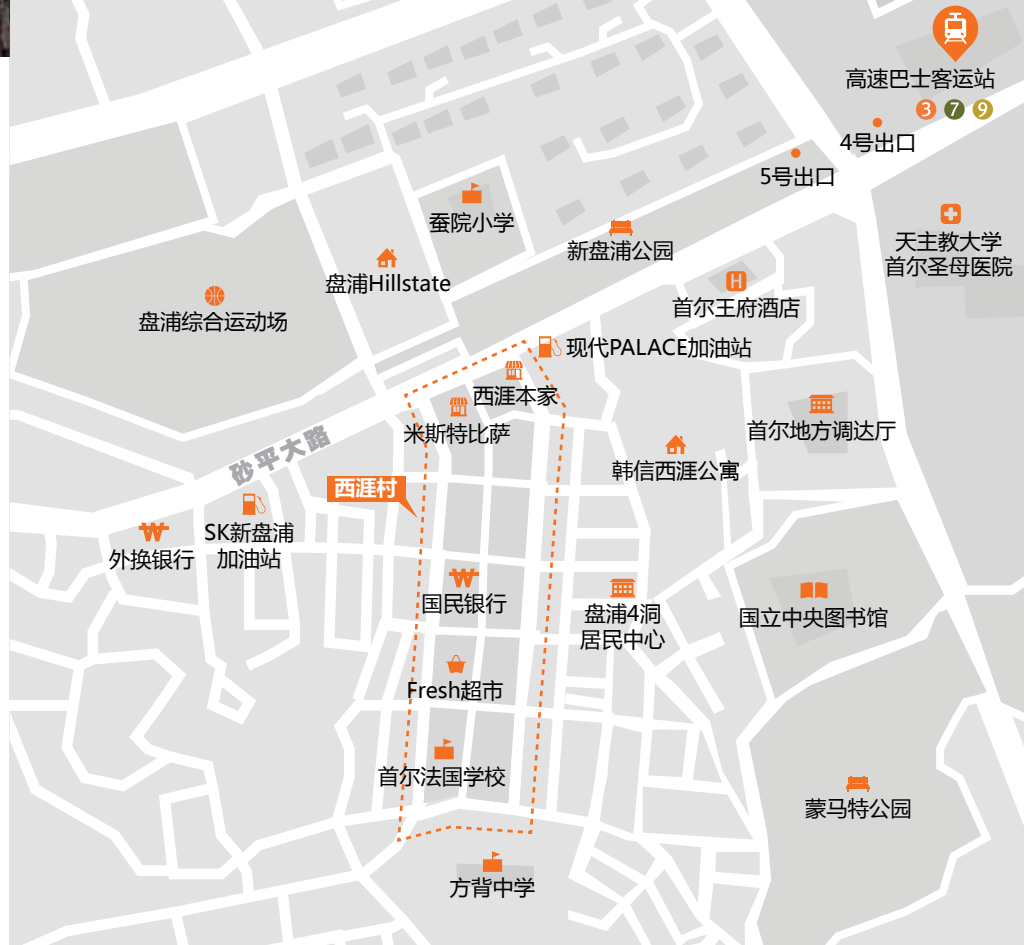 高速巴士客运站
3 7 9
4号出口
5号出口
蚕院小学
天主教大学
首尔圣母医院
新盘浦公园
盘浦Hillstate
首尔王府酒店
H
盘浦综合运动场
现代PALACE加油站
西涯本家
米斯特比萨
首尔地方调达厅
砂平大路
韩信西涯公寓
西涯村
SK新盘浦
加油站
外换银行
国民银行
盘浦4洞
居民中心
国立中央图书馆
Fresh超市
首尔法国学校
蒙马特公园
方背中学